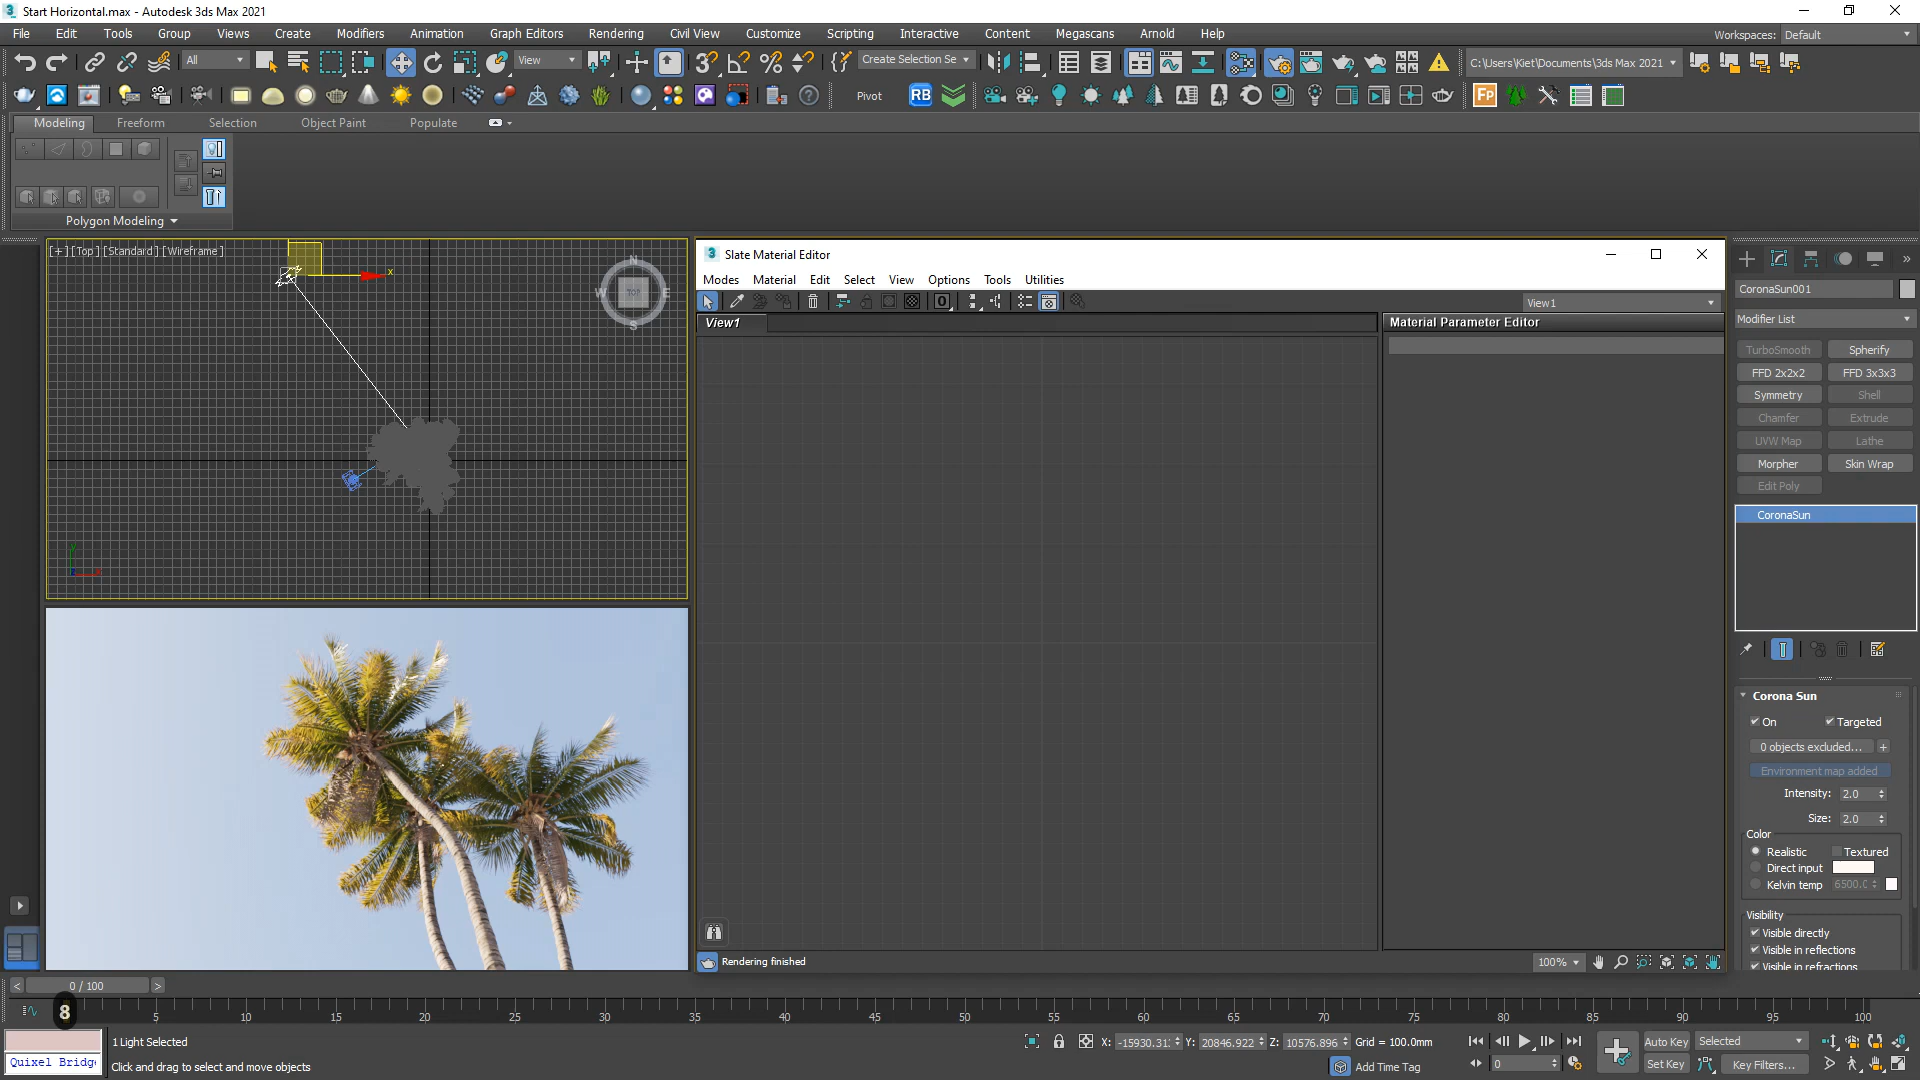 Start Horizontal.max - Autodesk 3ds Max 2021
File Edit Tools Group Views Create Modifiers Animation Graph Editors Rendering Civil View Customize Scripting Interactive Content Megascans Arnold Help Workspaces: Default
All View Create Selection Se C:\Users\Kiet\Documents\3ds Max 2021
Pivot RB Fp
Modeling Freeform Selection Object Paint Populate
Polygon Modeling
[+] [Top] [Standard] [Wireframe]
N
W TOP E
S
x
y
x
Slate Material Editor
Modes Material Edit Select View Options Tools Utilities
View1
View1
Material Parameter Editor
Rendering finished
100%
CoronaSun001
Modifier List
TurboSmooth Spherify
FFD 2x2x2 FFD 3x3x3
Symmetry Shell
Chamfer Extrude
UVW Map Lathe
Morpher Skin Wrap
Edit Poly
CoronaSun
Corona Sun
On Targeted
0 objects excluded... +
Environment map added
Intensity: 2.0
Size: 2.0
Color
Realistic Textured
Direct input
Kelvin temp 6500.0
Visibility
Visible directly
Visible in reflections
Visible in refractions
< 0 / 100 >
8 5 10 15 20 25 30 35 40 45 50 55 60 65 70 75 80 85 90 95 100
1 Light Selected
X: -15930.31 Y: 20846.922 Z: 10576.896 Grid = 100.0mm
Auto Key Selected
Quixel Bridg
Click and drag to select and move objects
Add Time Tag
0
Set Key Key Filters...